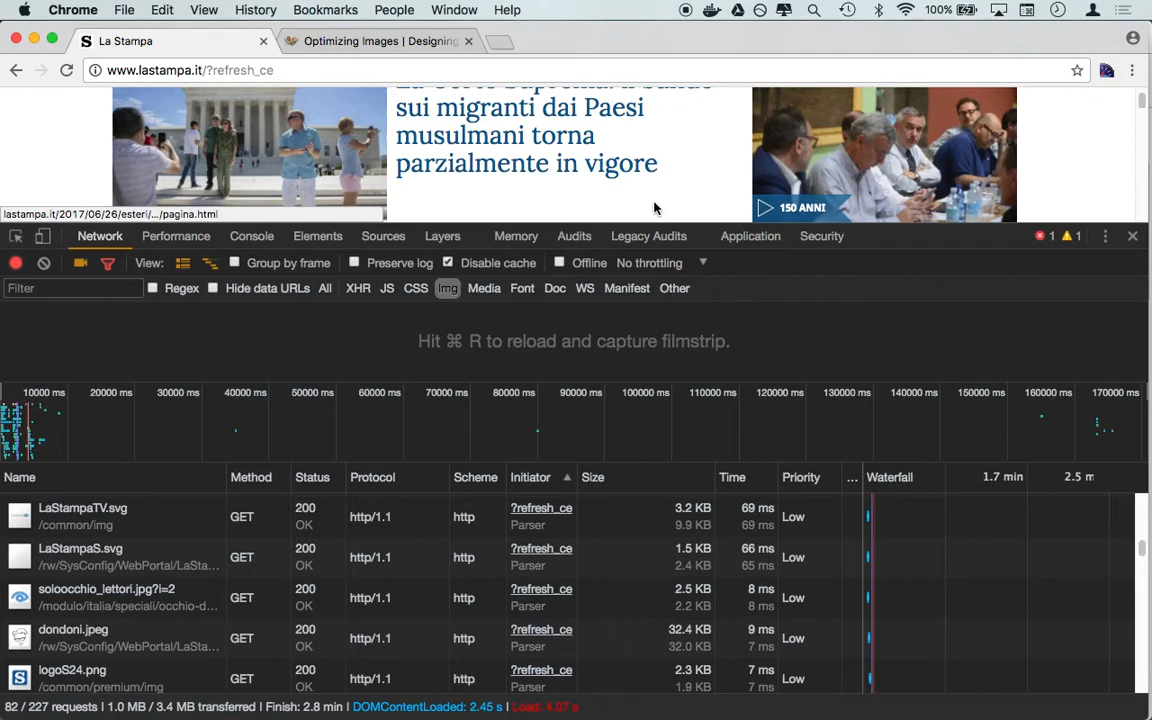 Chrome File Edit View History Bookmarks People Window Help 100%
La Stampa Optimizing Images | Designing
www.lastampa.it/?refresh_ce
sui migranti dai Paesi
musulmani torna
parzialmente in vigore
150 ANNI
lastampa.it/2017/06/26/esteri/.../pagina.html
Network Performance Console Elements Sources Layers Memory Audits Legacy Audits Application Security 1 1
View: Group by frame Preserve log Disable cache Offline No throttling
Filter Regex Hide data URLs All XHR JS CSS Img Media Font Doc WS Manifest Other
Hit ⌘ R to reload and capture filmstrip.
10000 ms 20000 ms 30000 ms 40000 ms 50000 ms 60000 ms 70000 ms 80000 ms 90000 ms 100000 ms 110000 ms 120000 ms 130000 ms 140000 ms 150000 ms 160000 ms 170000 ms
Name Method Status Protocol Scheme Initiator Size Time Priority ... Waterfall 1.7 min 2.5 m
LaStampaTV.svg GET 200 http/1.1 http ?refresh_ce 3.2 KB 69 ms Low
/common/img OK Parser 9.9 KB 69 ms
LaStampaS.svg GET 200 http/1.1 http ?refresh_ce 1.5 KB 66 ms Low
/rw/SysConfig/WebPortal/LaSta... OK Parser 2.4 KB 65 ms
soloocchio_lettori.jpg?i=2 GET 200 http/1.1 http ?refresh_ce 2.5 KB 8 ms Low
/modulo/italia/speciali/occhio-d... OK Parser 2.2 KB 8 ms
dondoni.jpeg GET 200 http/1.1 http ?refresh_ce 32.4 KB 9 ms Low
/rw/SysConfig/WebPortal/LaSta... OK Parser 32.0 KB 7 ms
logoS24.png GET 200 http/1.1 http ?refresh_ce 2.3 KB 7 ms Low
/common/premium/img OK Parser 1.9 KB 7 ms
82 / 227 requests | 1.0 MB / 3.4 MB transferred | Finish: 2.8 min | DOMContentLoaded: 2.45 s | Load: 4.07 s